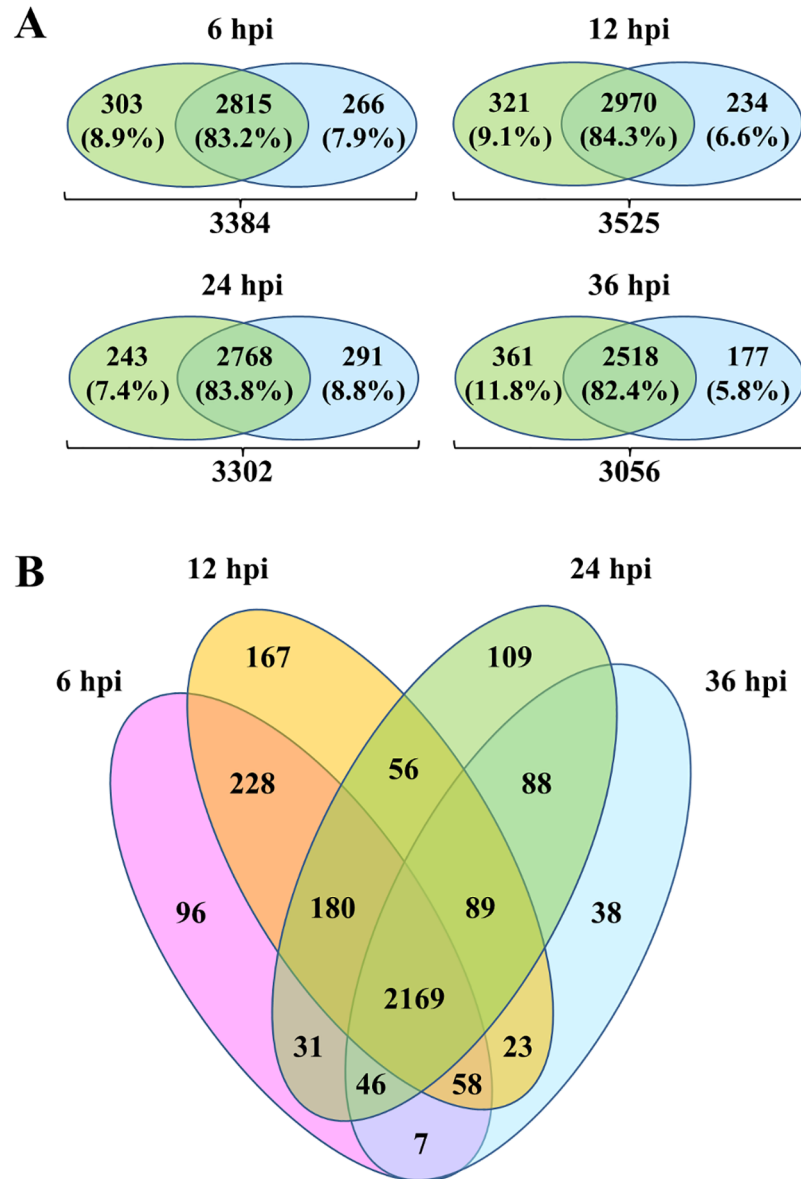 A
6 hpi
12 hpi
303 2815 266
(8.9%) (83.2%) (7.9%)
321 2970 234
(9.1%) (84.3%) (6.6%)
3384
3525
24 hpi
36 hpi
243 2768 291
(7.4%) (83.8%) (8.8%)
361 2518 177
(11.8%) (82.4%) (5.8%)
3302
3056
B
12 hpi
24 hpi
6 hpi
36 hpi
167
109
228
56
88
96
180
89
38
2169
31
23
46
58
7